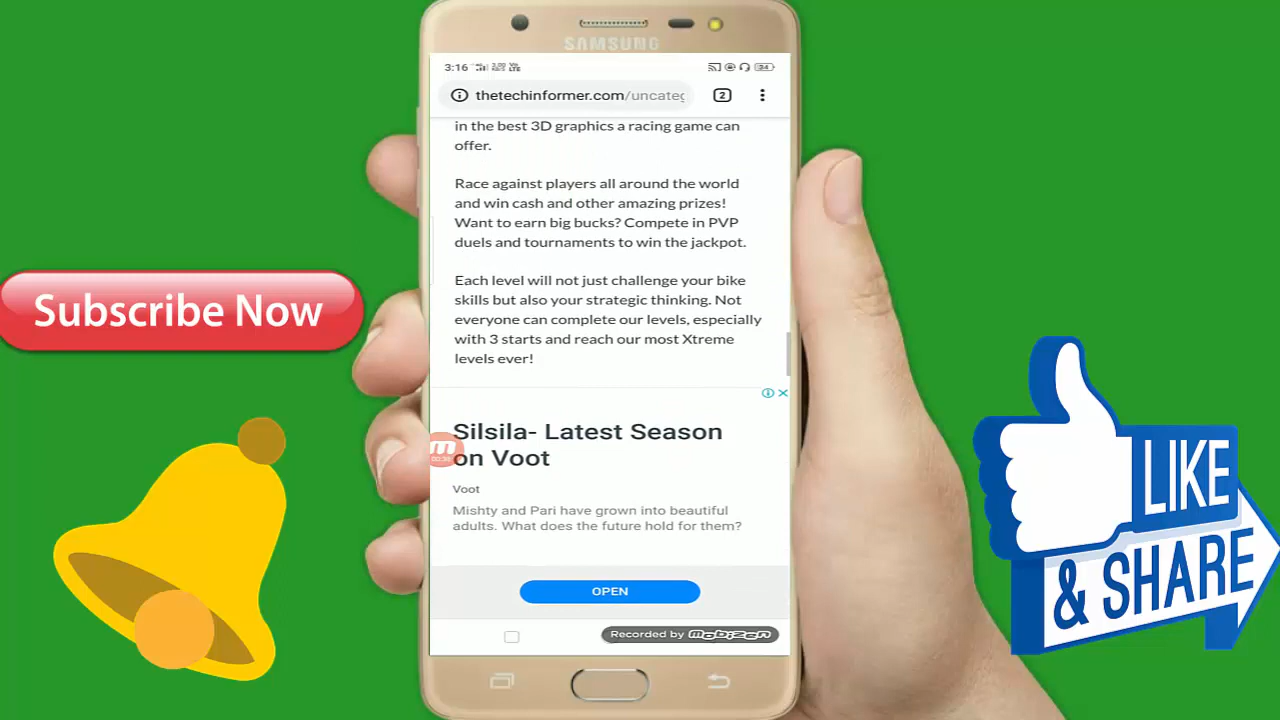 SAMSUNG
3:16
34
thetechinformer.com/uncateg
2
in the best 3D graphics a racing game can
offer.
Race against players all around the world
and win cash and other amazing prizes!
Want to earn big bucks? Compete in PVP
duels and tournaments to win the jackpot.
Each level will not just challenge your bike
skills but also your strategic thinking. Not
everyone can complete our levels, especially
with 3 starts and reach our most Xtreme
levels ever!
Silsila- Latest Season
on Voot
Voot
Mishty and Pari have grown into beautiful
adults. What does the future hold for them?
OPEN
Recorded by mobizen
Subscribe Now
LIKE
& SHARE